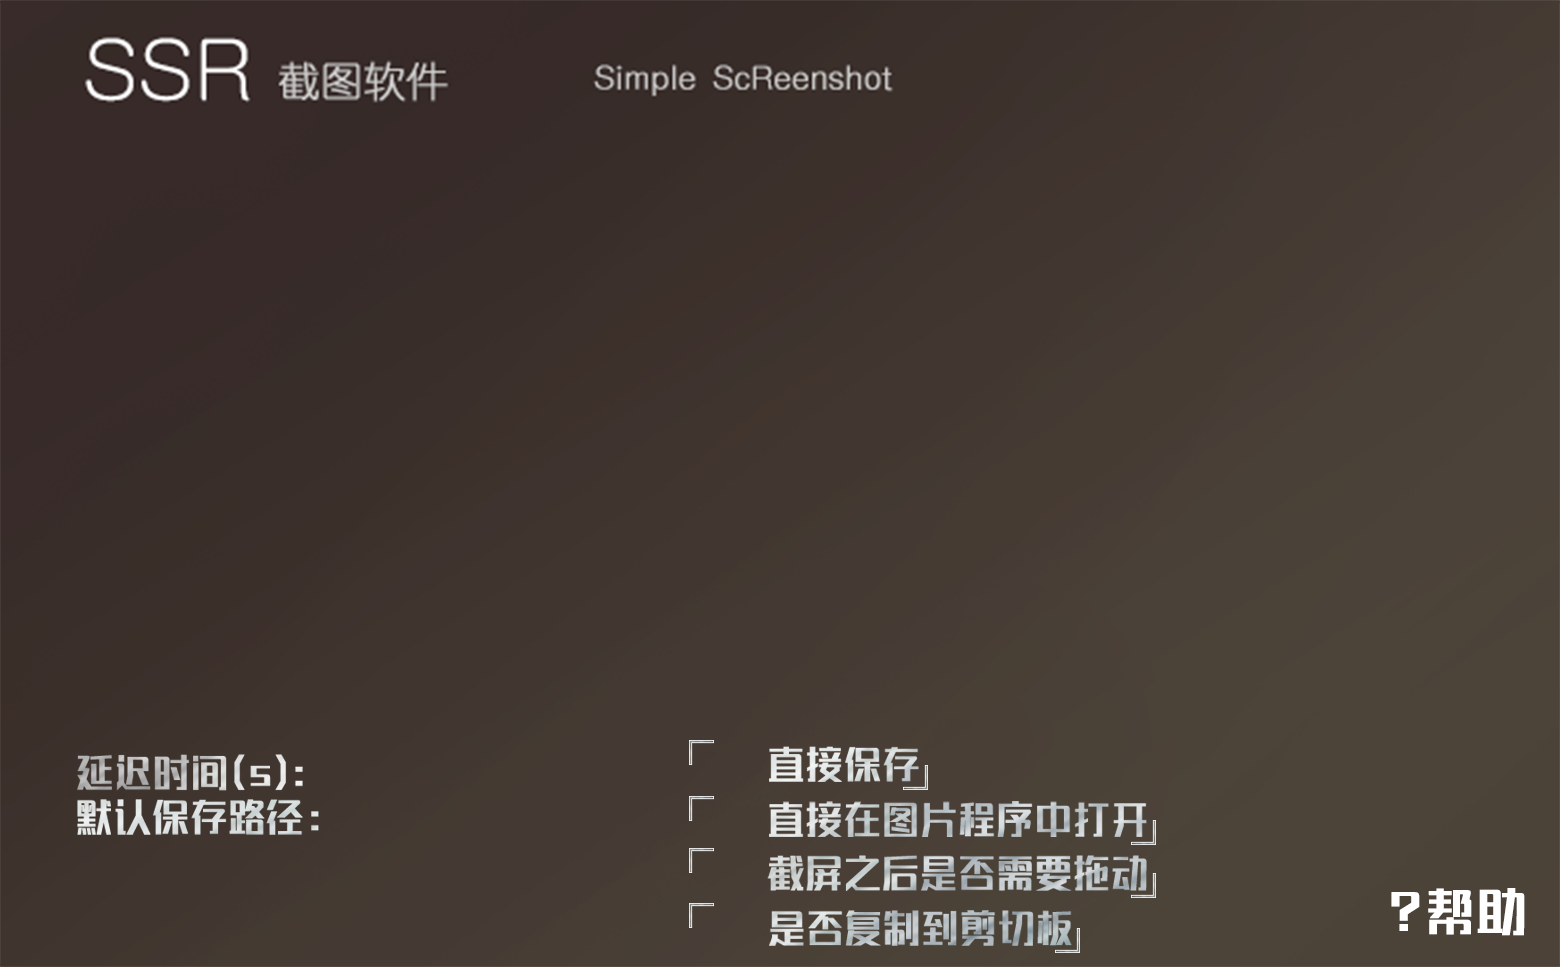 SSR 截图软件 Simple ScReenshot
延迟时间(s):
默认保存路径:
「 直接保存」
「 直接在图片程序中打开」
「 截屏之后是否需要拖动」
「 是否复制到剪切板」
?帮助